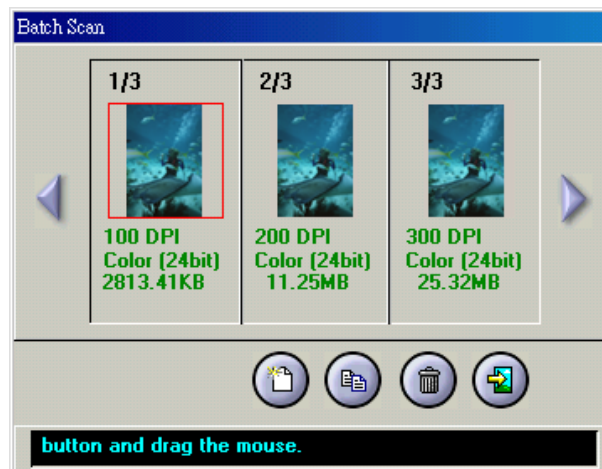 Batch Scan
1/3
2/3
3/3
100 DPI
Color (24bit)
2813.41KB
200 DPI
Color (24bit)
11.25MB
300 DPI
Color (24bit)
25.32MB
button and drag the mouse.